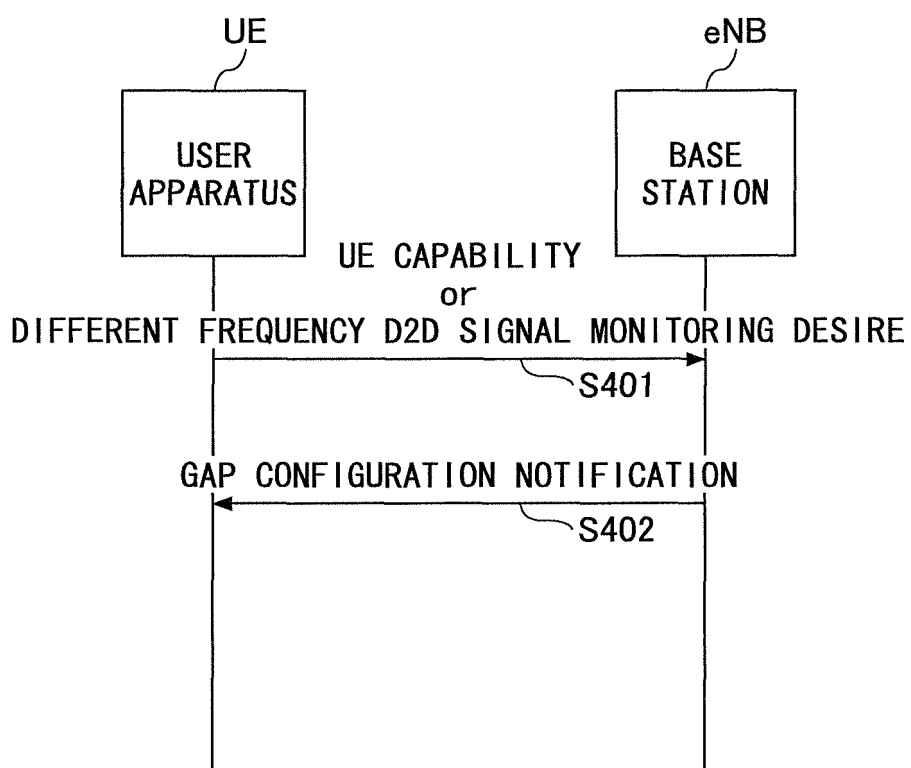 UE
eNB
USER
APPARATUS
BASE
STATION
UE CAPABILITY
or
DIFFERENT FREQUENCY D2D SIGNAL MONITORING DESIRE
S401
GAP CONFIGURATION NOTIFICATION
S402